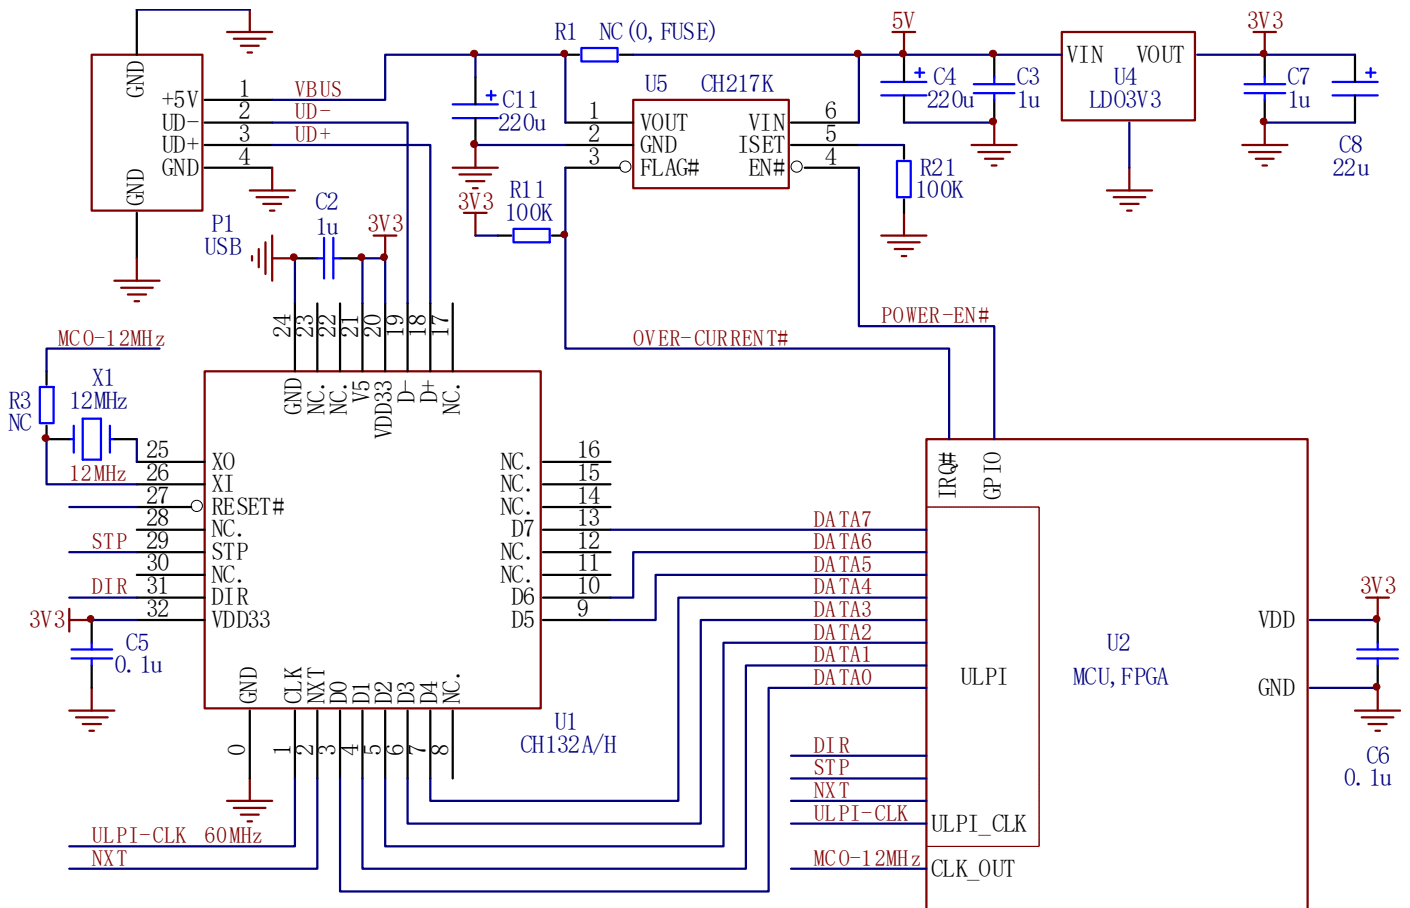 R1 NC(0, FUSE)
5V
3V3
GND
+5V
UD-
UD+
GND
GND
1
2
3
4
VBUS
UD-
UD+
P1
USB
C11
220u
U5 CH217K
1
2
3
VOUT
GND
FLAG#
VIN
ISET
EN#
6
5
4
C4
220u
C3
1u
VIN VOUT
U4
LDO3V3
C7
1u
C8
22u
R21
100K
3V3
R11
100K
C2
1u
3V3
POWER-EN#
OVER-CURRENT#
MCO-12MHz
X1
12MHz
R3
NC
12MHz
24
23
22
21
20
19
18
17
GND
NC.
NC.
V5
VDD33
D-
D+
NC.
25 XO
26 XI
27 RESET#
28 NC.
STP 29 STP
30 NC.
DIR 31 DIR
3V3 32 VDD33
C5
0.1u
NC. 16
NC. 15
NC. 14
D7 13
NC. 12
NC. 11
D6 10
D5 9
GND
CLK
NXT
D0
D1
D2
D3
D4
NC.
0
1
2
3
4
5
6
7
8
U1
CH132A/H
ULPI-CLK 60MHz
NXT
DATA7
DATA6
DATA5
DATA4
DATA3
DATA2
DATA1
DATA0
DIR
STP
NXT
ULPI-CLK
MCO-12MHz
IRQ#
GPIO
ULPI
ULPI_CLK
CLK_OUT
U2
MCU,FPGA
VDD
GND
3V3
C6
0.1u